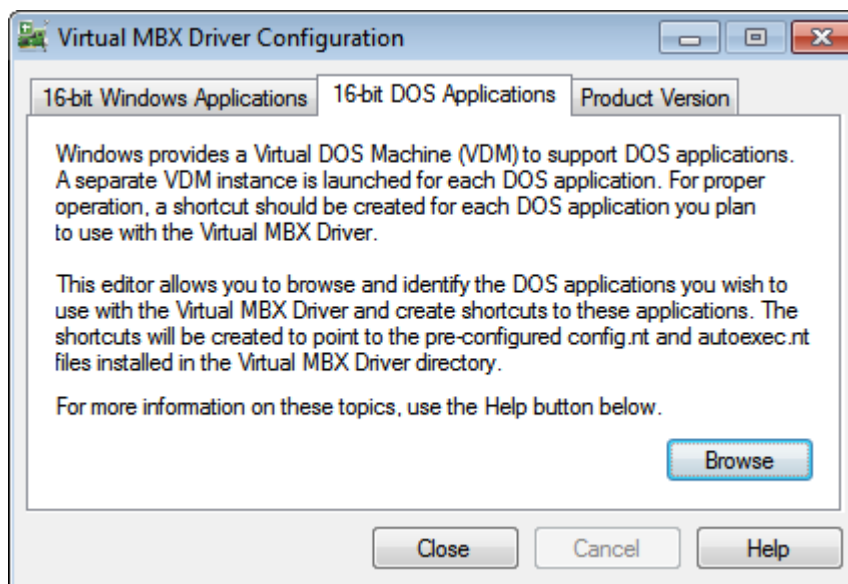 Virtual MBX Driver Configuration
16-bit Windows Applications 16-bit DOS Applications Product Version
Windows provides a Virtual DOS Machine (VDM) to support DOS applications.
A separate VDM instance is launched for each DOS application. For proper
operation, a shortcut should be created for each DOS application you plan
to use with the Virtual MBX Driver.
This editor allows you to browse and identify the DOS applications you wish to
use with the Virtual MBX Driver and create shortcuts to these applications. The
shortcuts will be created to point to the pre-configured config.nt and autoexec.nt
files installed in the Virtual MBX Driver directory.
For more information on these topics, use the Help button below.
Browse
Close Cancel Help